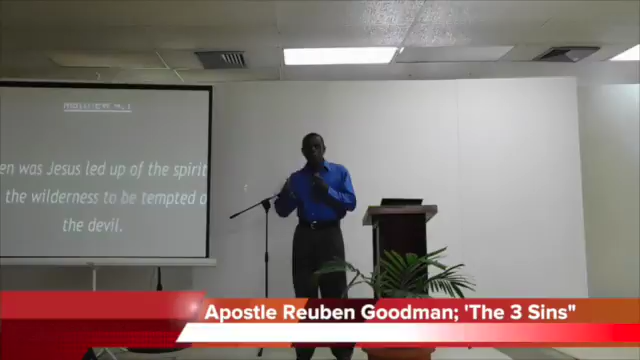 en was Jesus led up of the spirit
the wilderness to be tempted o
the devil.
Apostle Reuben Goodman; 'The 3 Sins"